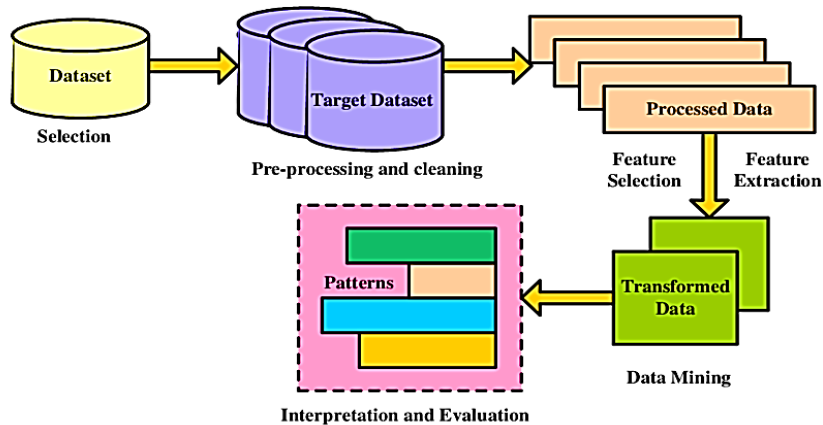 Dataset
Selection
Target Dataset
Pre-processing and cleaning
Processed Data
Feature
Selection
Feature
Extraction
Transformed
Data
Data Mining
Patterns
Interpretation and Evaluation